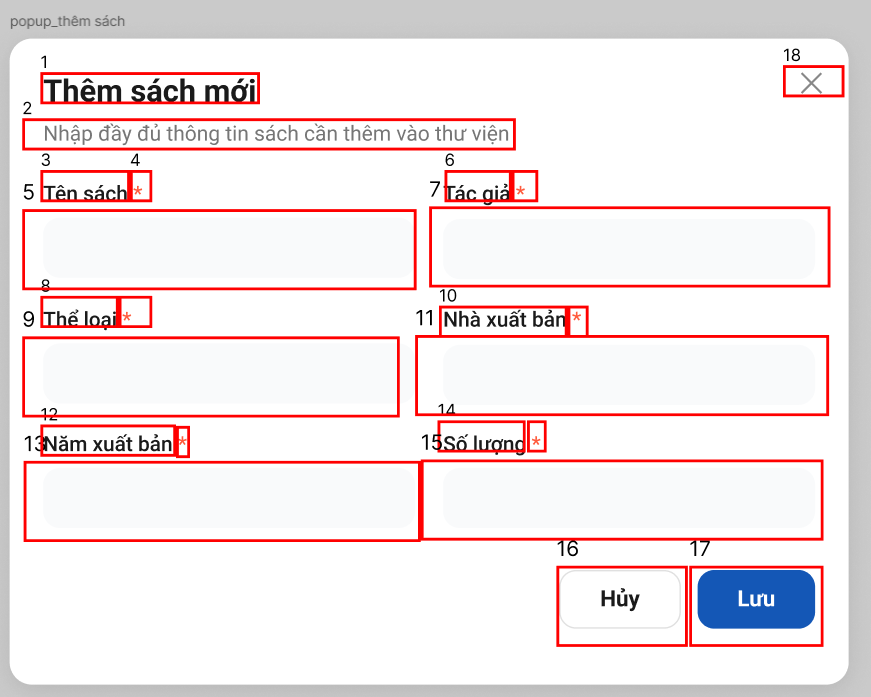 popup_thêm sách
1
18
Thêm sách mới
2
Nhập đầy đủ thông tin sách cần thêm vào thư viện
3 4 6
5 Tên sách * 7 Tác giả *
8
10
9 Thể loại * 11 Nhà xuất bản *
12 14
13 Năm xuất bản * 15 Số lượng *
16 17
Hủy Lưu